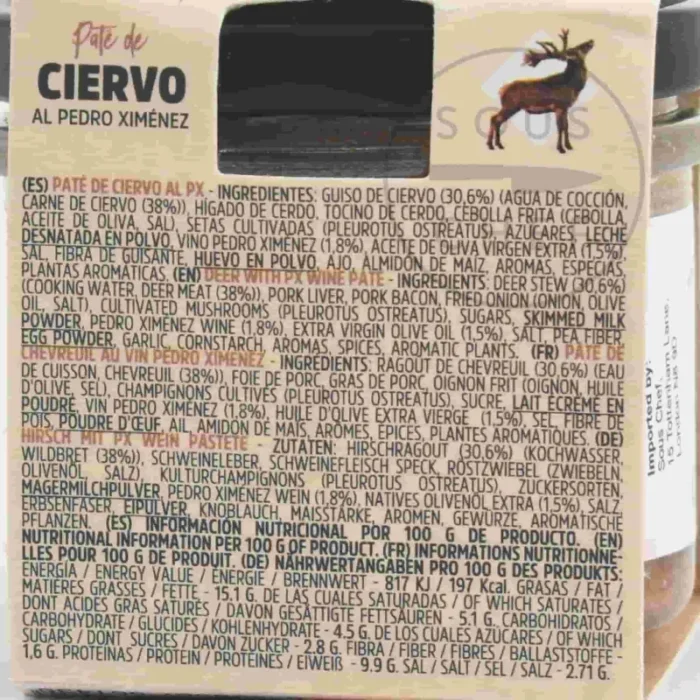 Paté de
CIERVO
AL PEDRO XIMÉNEZ
SOUS
(ES) PATÉ DE CIERVO AL PX - INGREDIENTES: GUISO DE CIERVO (30,6%) (AGUA DE COCCIÓN,
CARNE DE CIERVO (38%)), HÍGADO DE CERDO, TOCINO DE CERDO, CEBOLLA FRITA (CEBOLLA,
ACEITE DE OLIVA, SAL), SETAS CULTIVADAS (PLEUROTUS OSTREATUS), AZÚCARES, LECHE
DESNATADA EN POLVO, VINO PEDRO XIMÉNEZ (1,8%), ACEITE DE OLIVA VIRGEN EXTRA (1,5%),
SAL, FIBRA DE GUISANTE, HUEVO EN POLVO, AJO, ALMIDÓN DE MAÍZ, AROMAS, ESPECIAS,
PLANTAS AROMÁTICAS. (EN) DEER WITH PX WINE PATE - INGREDIENTS: DEER STEW (30,6%)
(COOKING WATER, DEER MEAT (38%)), PORK LIVER, PORK BACON, FRIED ONION (ONION, OLIVE
OIL, SALT), CULTIVATED MUSHROOMS (PLEUROTUS OSTREATUS), SUGARS, SKIMMED MILK
POWDER, PEDRO XIMÉNEZ WINE (1,8%), EXTRA VIRGIN OLIVE OIL (1,5%), SALT, PEA FIBER,
EGG POWDER, GARLIC, CORNSTARCH, AROMAS, SPICES, AROMATIC PLANTS. (FR) PATÉ DE
CHEVREUIL AU VIN PEDRO XIMENEZ - INGRÉDIENTS: RAGOUT DE CHEVREUIL (30,6%) (EAU
DE CUISSON, CHEVREUIL (38%)), FOIE DE PORC, GRAS DE PORC, OIGNON FRIT (OIGNON, HUILE
D'OLIVE, SEL), CHAMPIGNONS CULTIVÉS (PLEUROTUS OSTREATUS), SUCRE, LAIT ÉCRÉMÉ EN
POUDRE, VIN PEDRO XIMÉNEZ (1,8%), HUILE D'OLIVE EXTRA VIERGE (1,5%), SEL, FIBRE DE
POIS, POUDRE D'ŒUF, AIL, AMIDON DE MAÏS, ARÔMES, ÉPICES, PLANTES AROMATIQUES. (DE)
HIRSCH MIT PX WEIN PASTETE - ZUTATEN: HIRSCHRAGOUT (30,6%) (KOCHWASSER,
WILDBRET (38%)), SCHWEINELEBER, SCHWEINEFLEISCH SPECK, RÖSTZWIEBEL (ZWIEBELN,
OLIVENÖL, SALZ), KULTURCHAMPIGNONS (PLEUROTUS OSTREATUS), ZUCKERSORTEN,
MAGERMILCHPULVER, PEDRO XIMÉNEZ WEIN (1,8%), NATIVES OLIVENÖL EXTRA (1,5%), SALZ,
ERBSENFASER, EIPULVER, KNOBLAUCH, MAISSTÄRKE, AROMEN, GEWÜRZE, AROMATISCHE
PFLANZEN. (ES) INFORMACIÓN NUTRICIONAL POR 100 G DE PRODUCTO. (EN)
NUTRITIONAL INFORMATION PER 100 G OF PRODUCT. (FR) INFORMATIONS NUTRITIONNE-
LLES POUR 100 G DE PRODUIT. (DE) NÄHRWERTANGABEN PRO 100 G DES PRODUKTS:
ENERGÍA / ENERGY VALUE / ENERGIE / BRENNWERT - 817 KJ / 197 Kcal. GRASAS / FAT /
MATIÈRES GRASSES / FETTE - 15.1 G. DE LAS CUALES SATURADAS / OF WHICH SATURATES /
DONT ACIDES GRAS SATURÉS / DAVON GESÄTTIGTE FETTSÄUREN - 5.1 G. CARBOHIDRATOS /
CARBOHYDRATE / GLUCIDES / KOHLENHYDRATE - 4.5 G. DE LOS CUALES AZÚCARES / OF WHICH
SUGARS / DONT SUCRES / DAVON ZUCKER - 2.8 G. FIBRA / FIBER / FIBRES / BALLASTSTOFFE -
1,6 G. PROTEÍNAS / PROTEIN / PROTÉINES / EIWEIß - 9.9 G. SAL / SALT / SEL / SALZ - 2.71 G.
Imported by:
Sous Chef,
15 Tottenham Lane,
London N8 9D